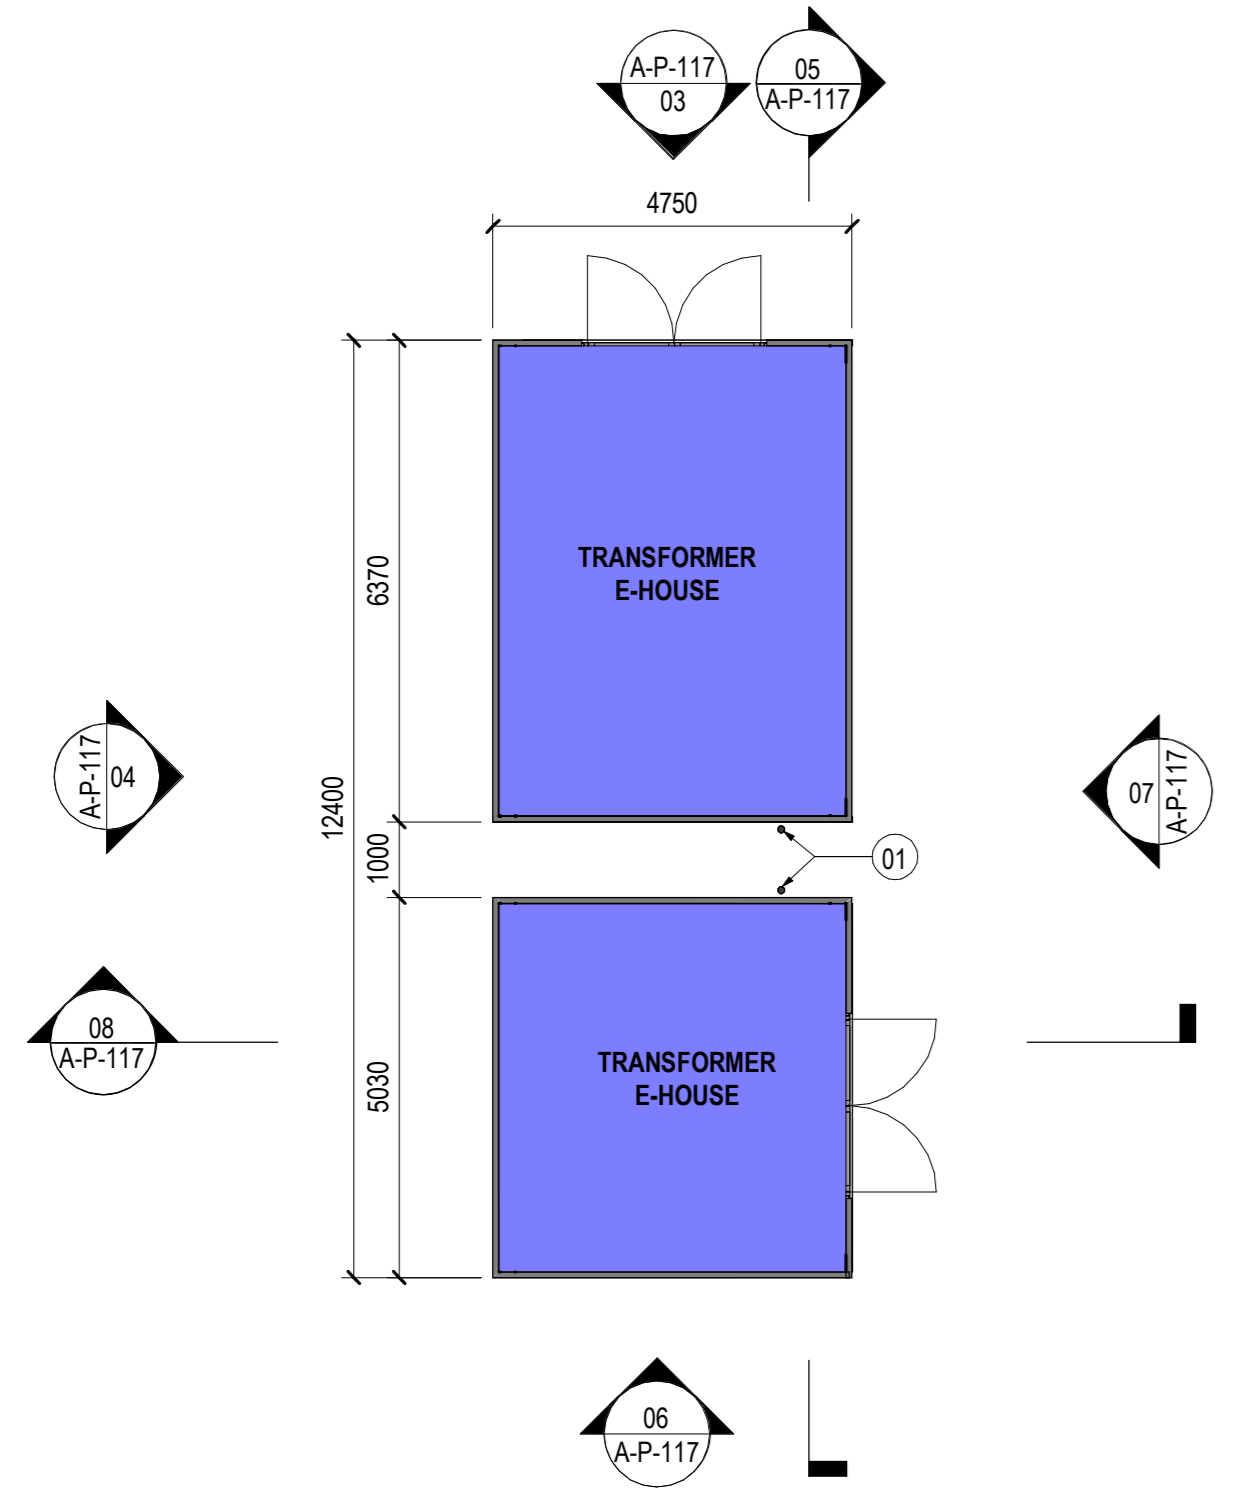 A-P-117
03
05
A-P-117
4750
6370
TRANSFORMER
E-HOUSE
A-P-117
04
07
A-P-117
12400
1000
01
08
A-P-117
5030
TRANSFORMER
E-HOUSE
06
A-P-117